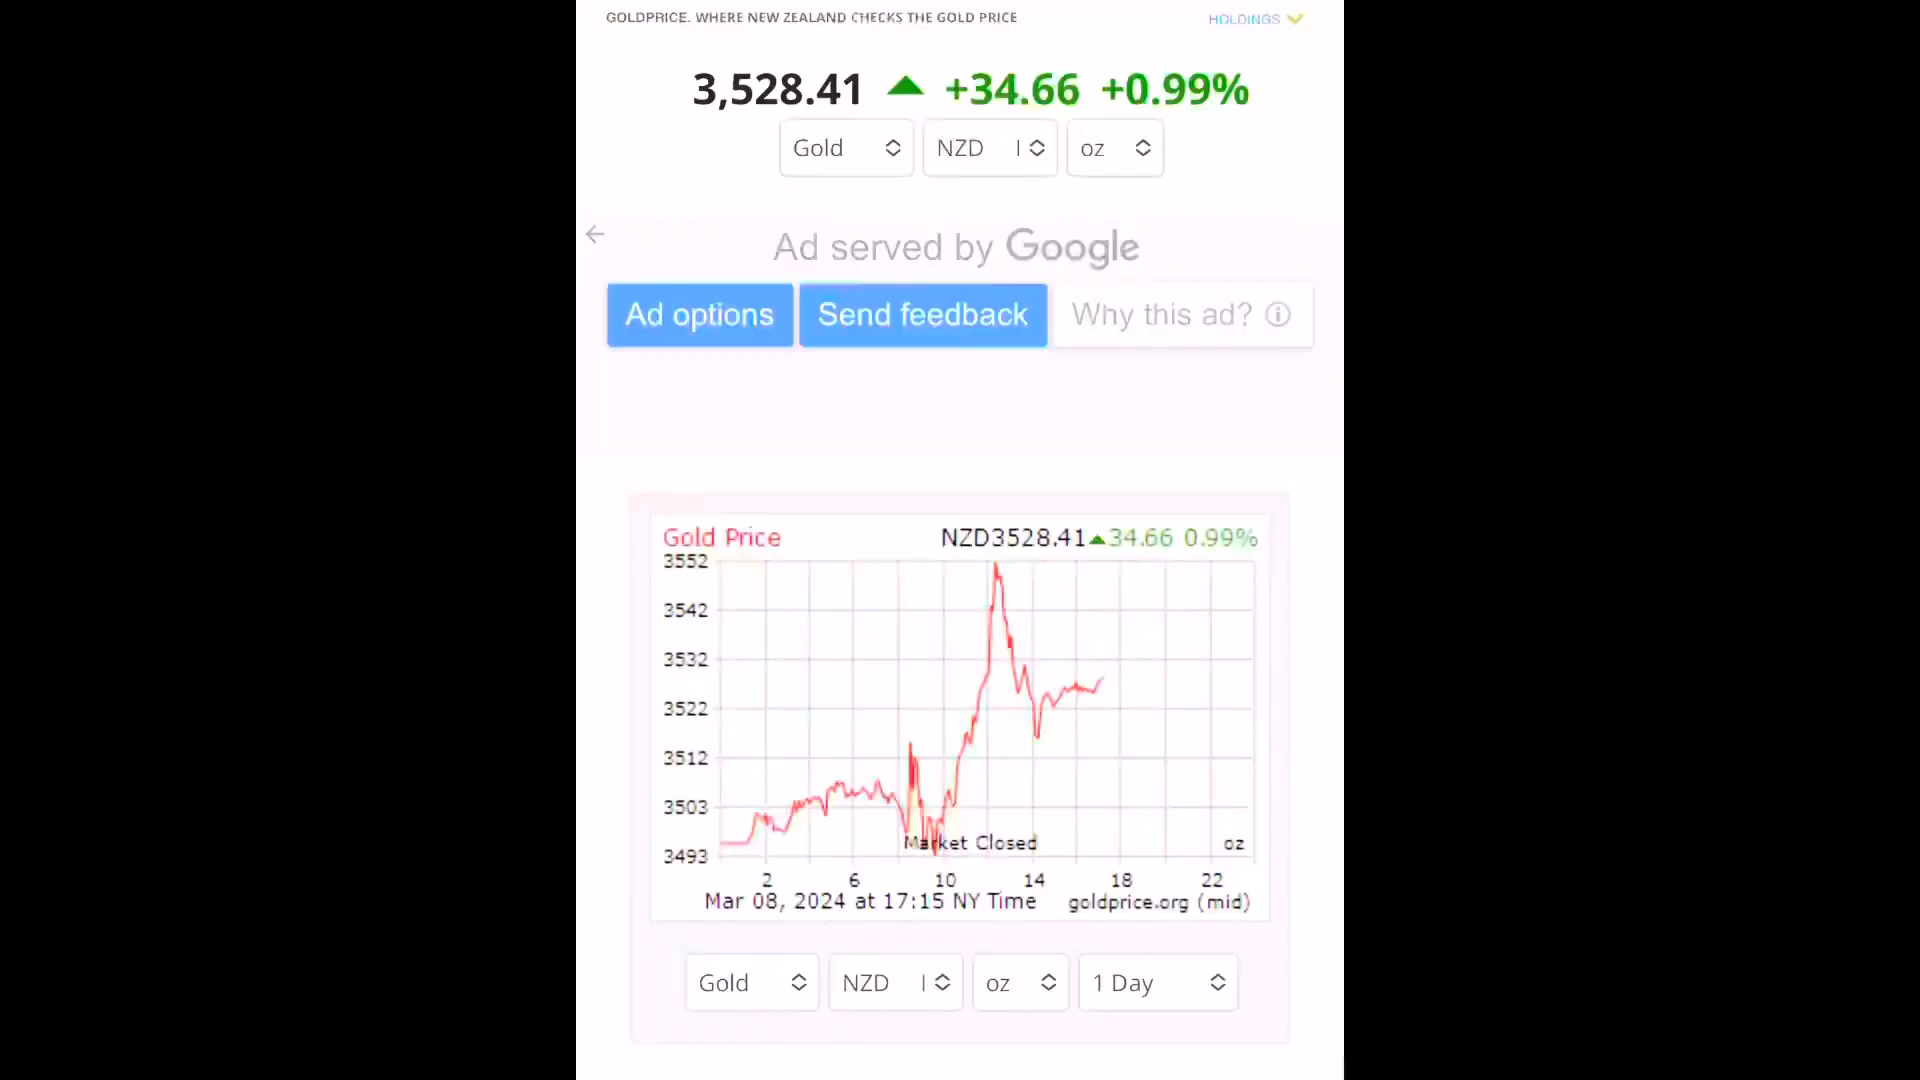 GOLDPRICE. WHERE NEW ZEALAND CHECKS THE GOLD PRICE HOLDINGS
3,528.41 ▲ +34.66 +0.99%
Gold NZD oz
Ad served by Google
Ad options Send feedback Why this ad?
Gold Price NZD3528.41▲34.66 0.99%
3552
3542
3532
3522
3512
3503
Market Closed oz
3493
2 6 10 14 18 22
Mar 08, 2024 at 17:15 NY Time goldprice.org (mid)
Gold NZD oz 1 Day